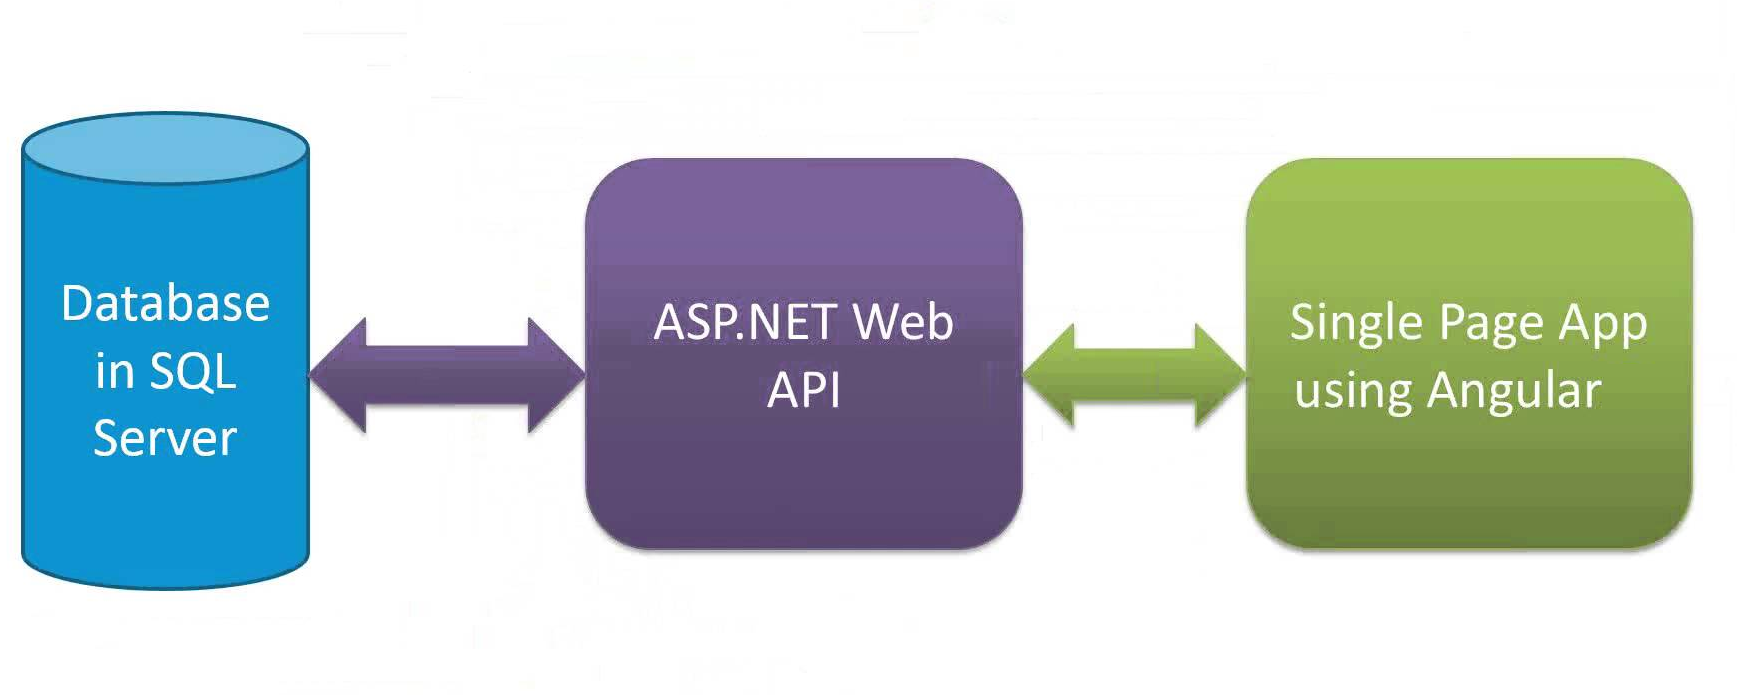 Database
in SQL
Server
ASP.NET Web
API
Single Page App
using Angular